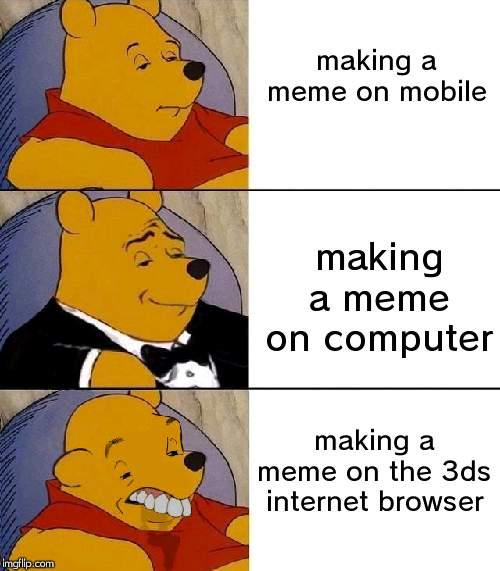 making a
meme on mobile
making
a meme
on computer
making a
meme on the 3ds
internet browser
imgflip.com